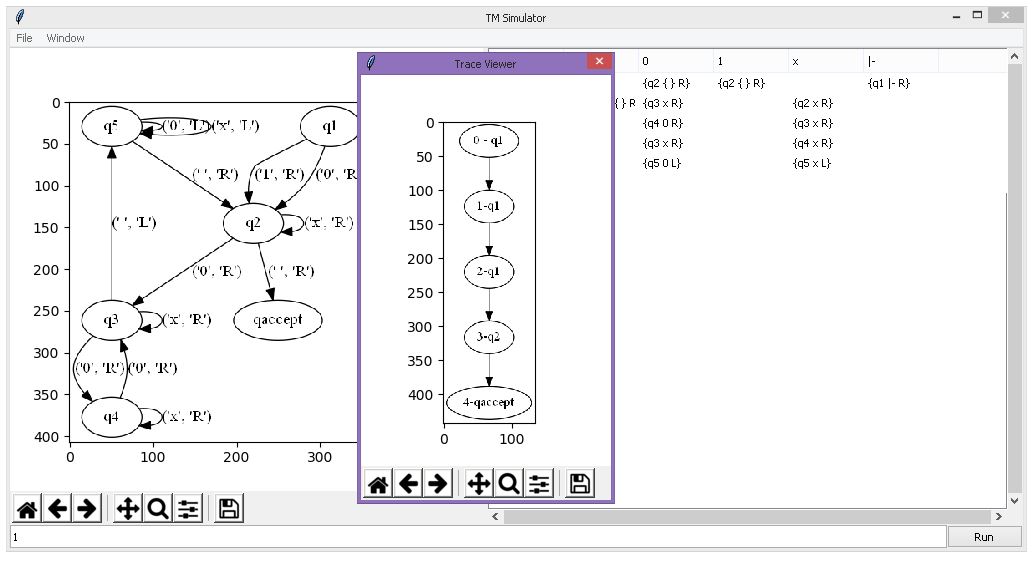 TM Simulator
File Window
Trace Viewer
0 1 x |-
{q2 { } R} {q2 { } R} {q1 |- R}
{ } R {q3 x R} {q2 x R}
{q4 0 R} {q3 x R}
{q3 x R} {q4 x R}
{q5 0 L} {q5 x L}
0
50
100
150
200
250
300
350
400
0 100 200 300
q5
('0', 'L') ('x', 'L')
q1
(' ', 'R') ('1', 'R') ('0', 'R
q2
('x', 'R')
(' ', 'L')
('0', 'R') (' ', 'R')
q3
('x', 'R')
qaccept
('0', 'R') ('0', 'R')
q4
('x', 'R')
0
50
100
150
200
250
300
350
400
0 100
0 - q1
1-q1
2-q1
3-q2
4-qaccept
1
Run